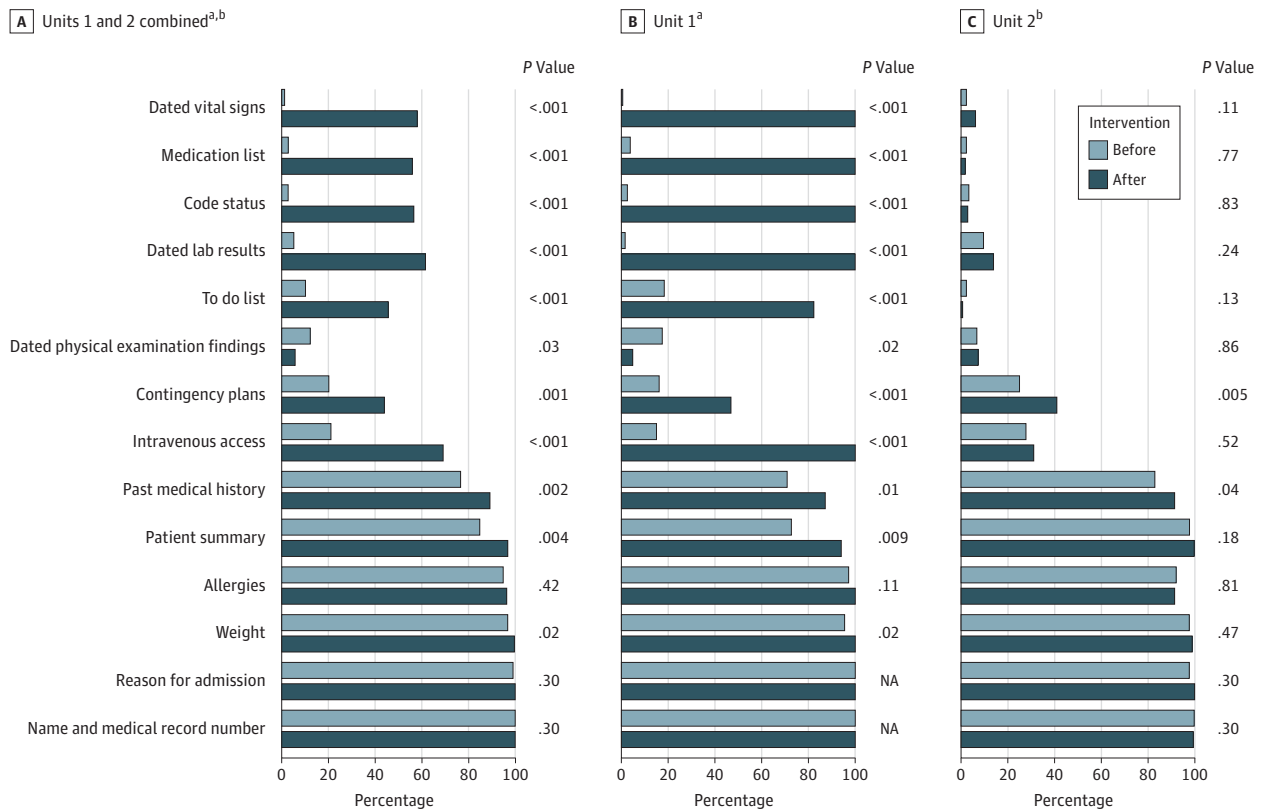 A Units 1 and 2 combineda,b
B Unit 1a
C Unit 2b
P Value P Value P Value
Dated vital signs <.001 <.001 .11
Medication list <.001 <.001 .77
Code status <.001 <.001 .83
Dated lab results <.001 <.001 .24
To do list <.001 <.001 .13
Dated physical examination findings .03 .02 .86
Contingency plans .001 <.001 .005
Intravenous access <.001 <.001 .52
Past medical history .002 .01 .04
Patient summary .004 .009 .18
Allergies .42 .11 .81
Weight .02 .02 .47
Reason for admission .30 NA .30
Name and medical record number .30 NA .30
Intervention
Before
After
0 20 40 60 80 100 0 20 40 60 80 100 0 20 40 60 80 100
Percentage Percentage Percentage